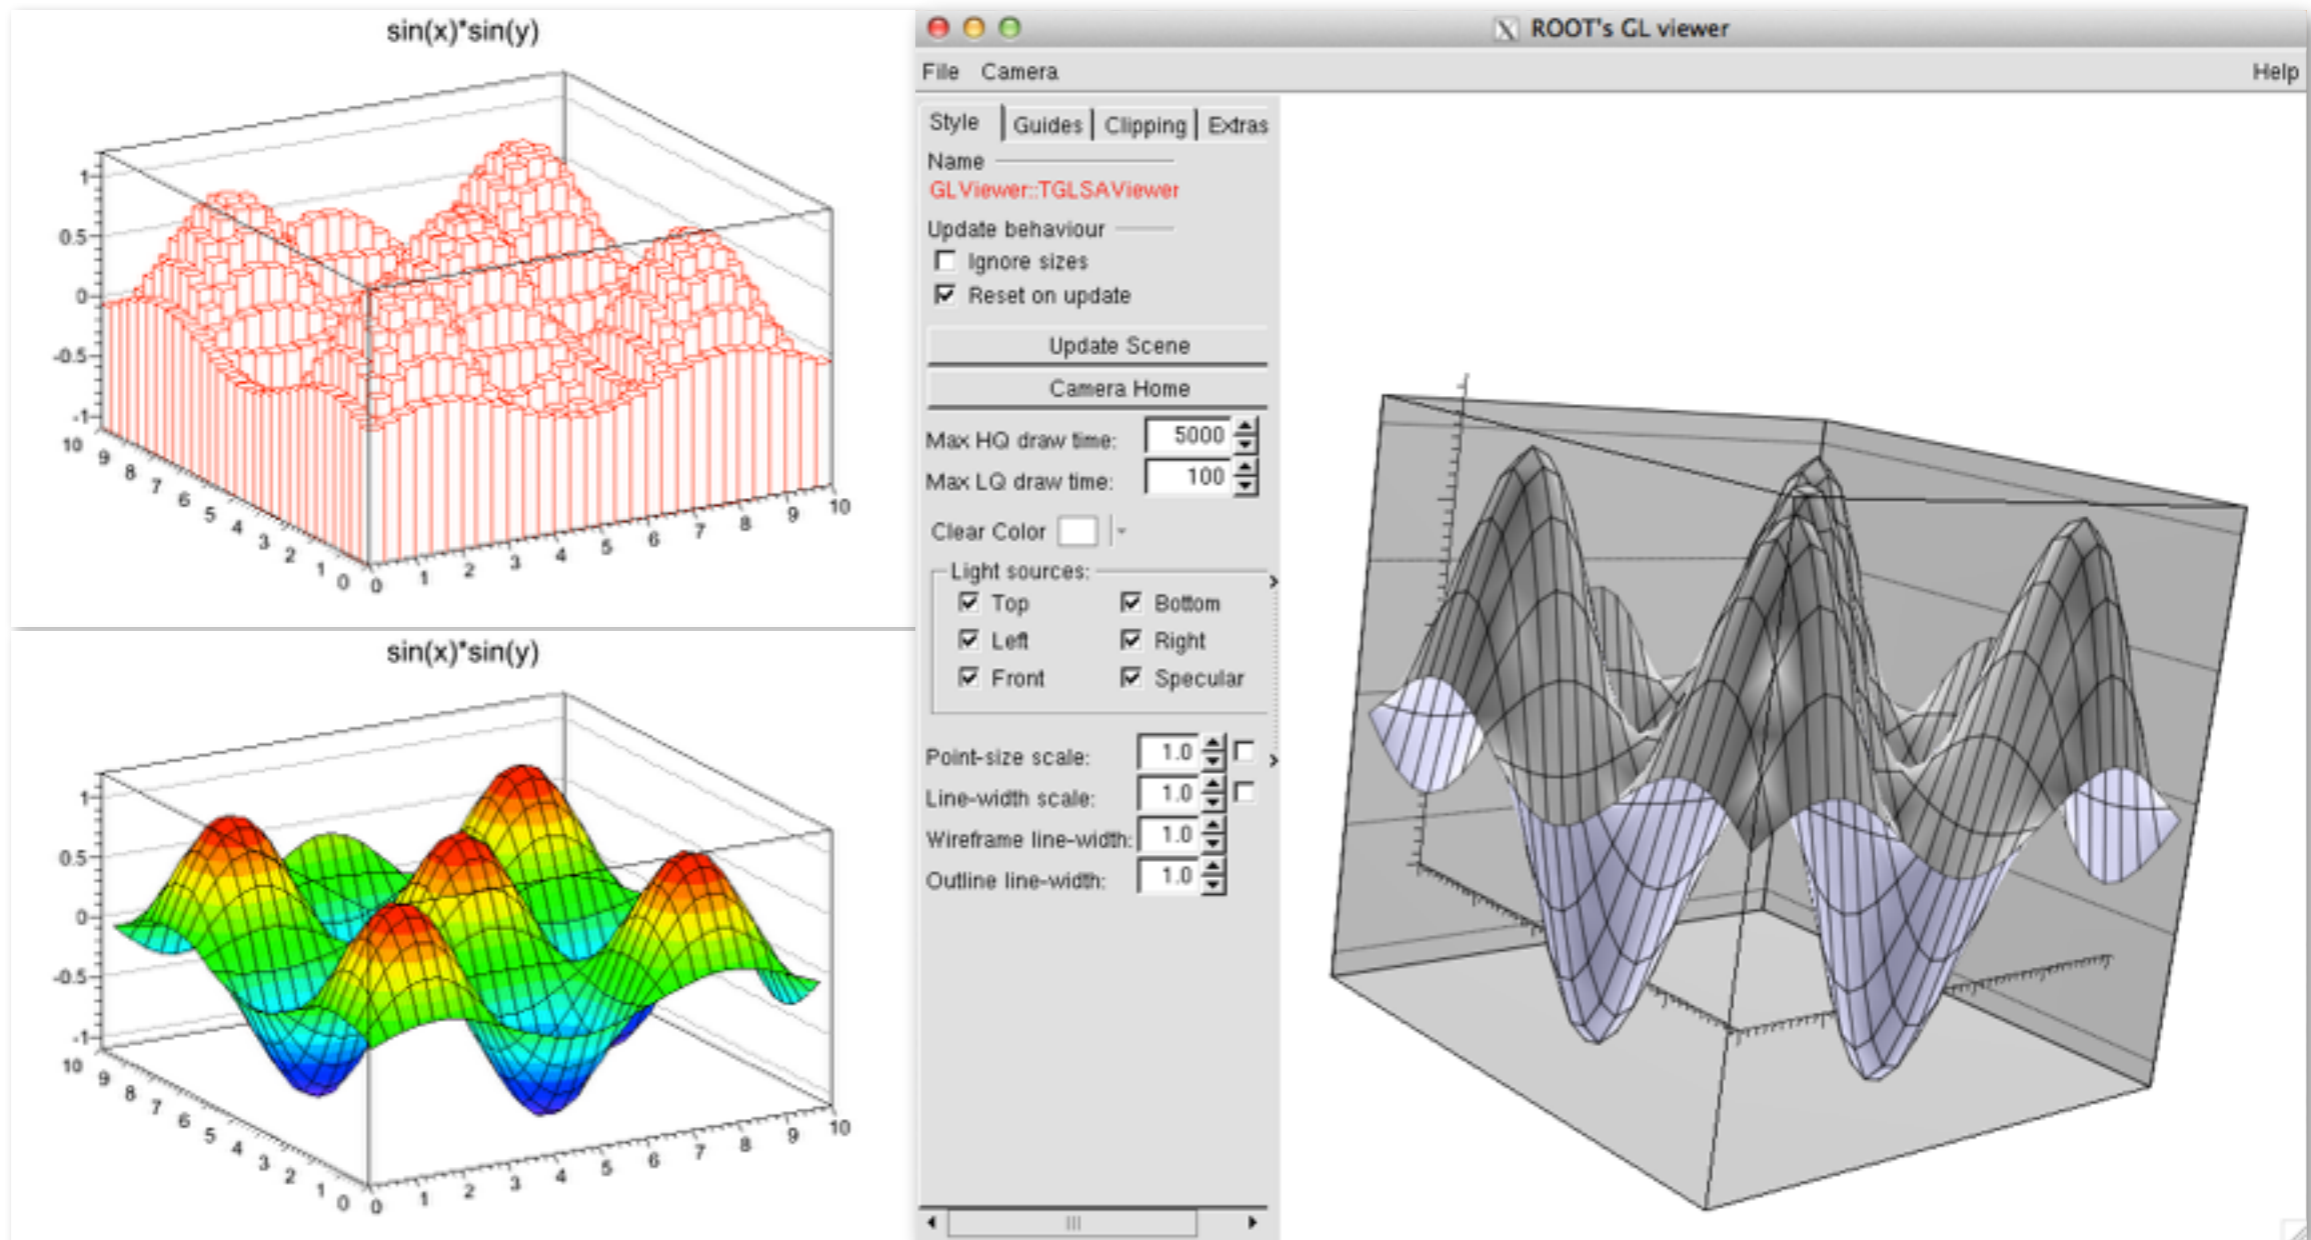 sin(x)*sin(y)
1
0.5
0
-0.5
-1
10
9
8
7
6
5
4
3
2
1
0
0
1
2
3
4
5
6
7
8
9
10
sin(x)*sin(y)
1
0.5
0
-0.5
-1
10
9
8
7
6
5
4
3
2
1
0
0
1
2
3
4
5
6
7
8
9
10
X ROOT's GL viewer
File Camera Help
Style Guides Clipping Extras
Name
GLViewer::TGLSAViewer
Update behaviour
Ignore sizes
Reset on update
Update Scene
Camera Home
Max HQ draw time: 5000
Max LQ draw time: 100
Clear Color
Light sources:
Top Bottom
Left Right
Front Specular
Point-size scale: 1.0
Line-width scale: 1.0
Wireframe line-width: 1.0
Outline line-width: 1.0